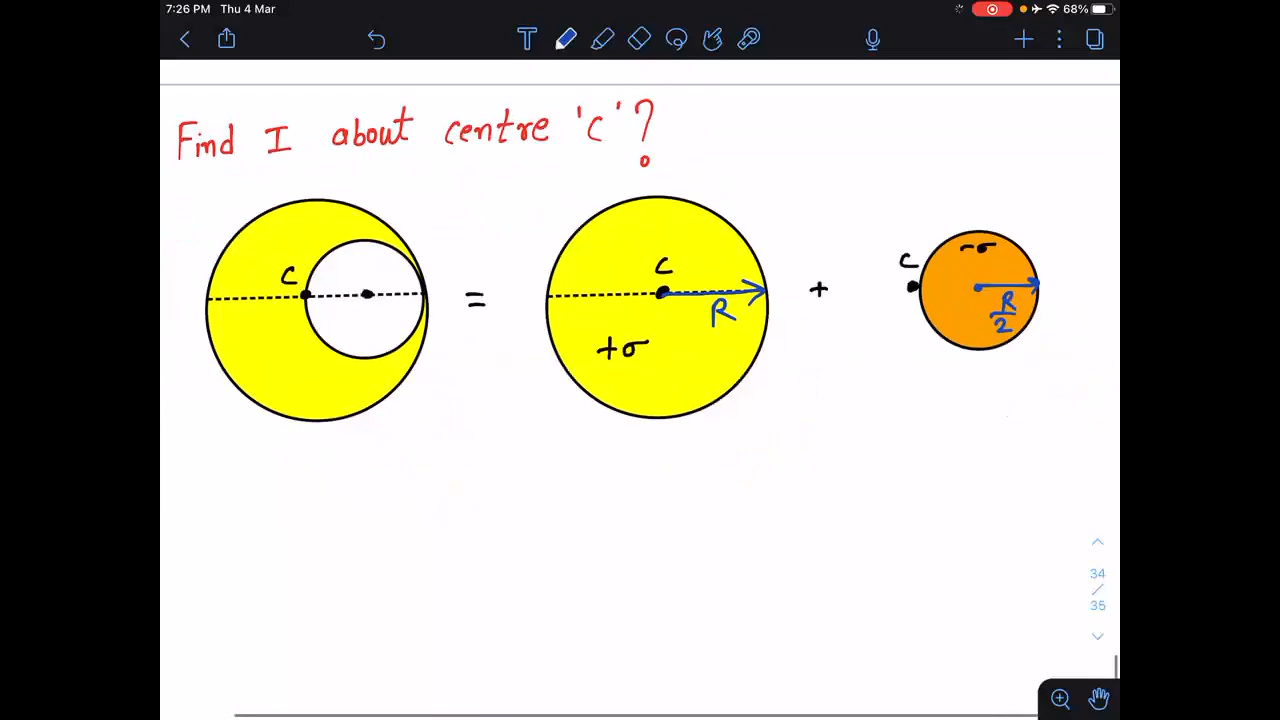 7:26 PM Thu 4 Mar
68%
Find I about centre 'c' ?
C
=
C
R
+σ
+
C
-σ
R/2
34
/
35